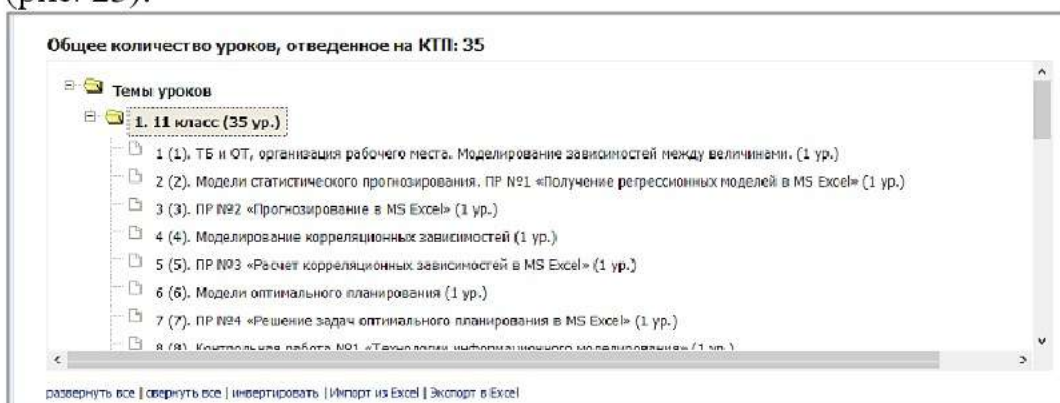 (рис. 23).
Общее количество уроков, отведенное на КТП: 35
Темы уроков
1. 11 класс (35 ур.)
1 (1). ТБ и ОТ, организация рабочего места. Моделирование зависимостей между величинами. (1 ур.)
2 (2). Модели статистического прогнозирования. ПР №1 «Получение регрессионных моделей в MS Excel» (1 ур.)
3 (3). ПР №2 «Прогнозирование в MS Excel» (1 ур.)
4 (4). Моделирование корреляционных зависимостей (1 ур.)
5 (5). ПР №3 «Расчет корреляционных зависимостей в MS Excel» (1 ур.)
6 (6). Модели оптимального планирования (1 ур.)
7 (7). ПР №4 «Решение задач оптимального планирования в MS Excel» (1 ур.)
8 (8). Контрольная работа №1 «Технологии информационного моделирования» (1 ур.)
развернуть все | свернуть все | инвертировать | Импорт из Excel | Экспорт в Excel